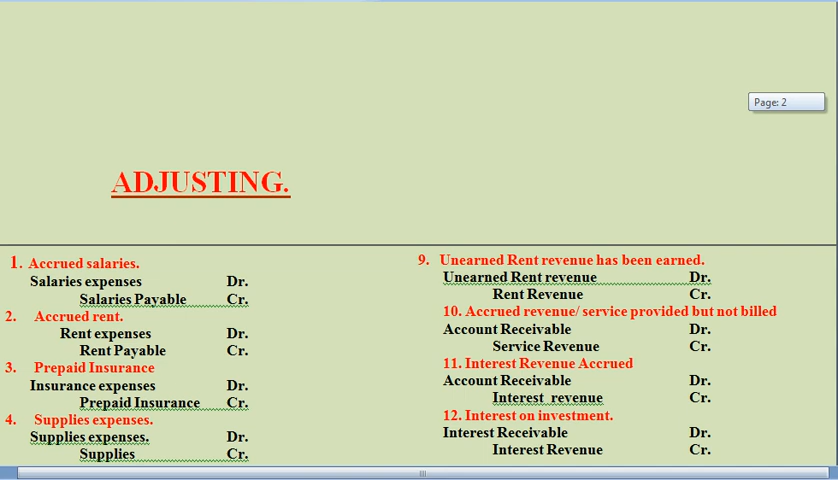 Page: 2
ADJUSTING.
1. Accrued salaries.
Salaries expenses Dr.
Salaries Payable Cr.
2. Accrued rent.
Rent expenses Dr.
Rent Payable Cr.
3. Prepaid Insurance
Insurance expenses Dr.
Prepaid Insurance Cr.
4. Supplies expenses.
Supplies expenses. Dr.
Supplies Cr.
9. Unearned Rent revenue has been earned.
Unearned Rent revenue Dr.
Rent Revenue Cr.
10. Accrued revenue/ service provided but not billed
Account Receivable Dr.
Service Revenue Cr.
11. Interest Revenue Accrued
Account Receivable Dr.
Interest revenue Cr.
12. Interest on investment.
Interest Receivable Dr.
Interest Revenue Cr.